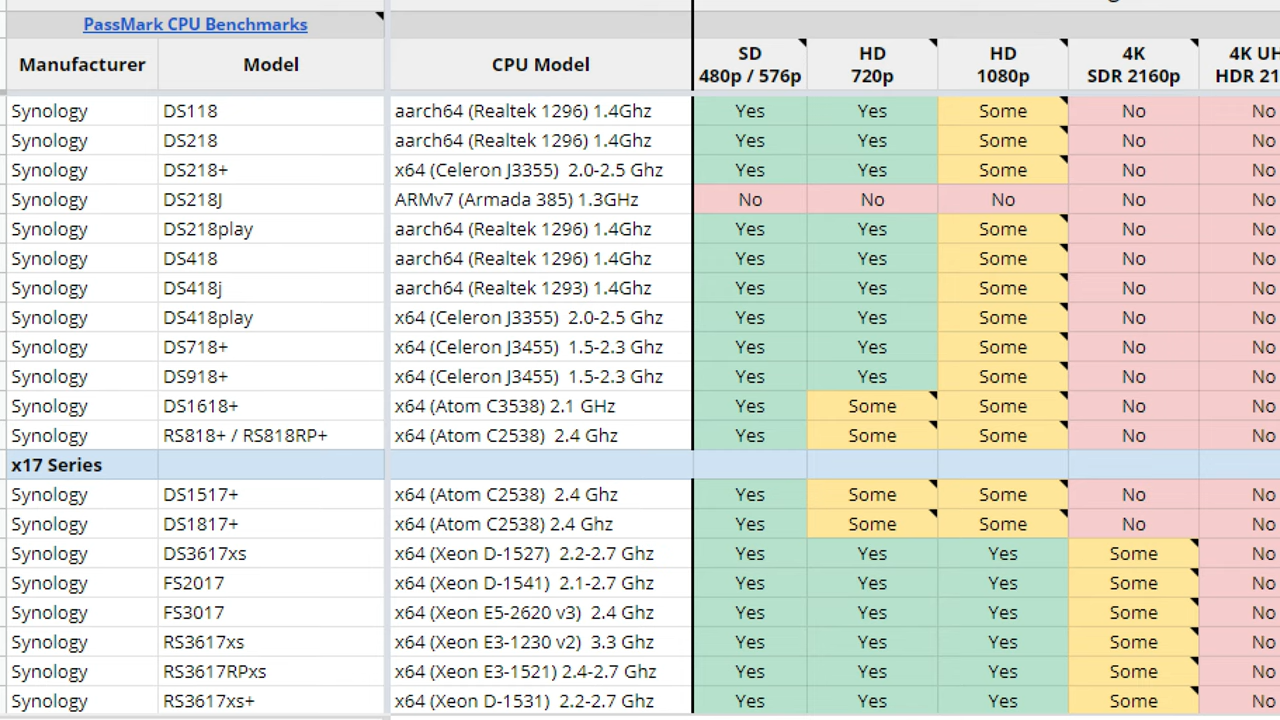 PassMark CPU Benchmarks
Manufacturer Model CPU Model SD 480p / 576p HD 720p HD 1080p 4K SDR 2160p 4K
Synology DS118 aarch64 (Realtek 1296) 1.4Ghz Yes Yes Some No No
Synology DS218 aarch64 (Realtek 1296) 1.4Ghz Yes Yes Some No No
Synology DS218+ x64 (Celeron J3355) 2.0-2.5 Ghz Yes Yes Some No No
Synology DS218J ARMv7 (Armada 385) 1.3GHz No No No No No
Synology DS218play aarch64 (Realtek 1296) 1.4Ghz Yes Yes Some No No
Synology DS418 aarch64 (Realtek 1296) 1.4Ghz Yes Yes Some No No
Synology DS418j aarch64 (Realtek 1293) 1.4Ghz Yes Yes Some No No
Synology DS418play x64 (Celeron J3355) 2.0-2.5 Ghz Yes Yes Some No No
Synology DS718+ x64 (Celeron J3455) 1.5-2.3 Ghz Yes Yes Some No No
Synology DS918+ x64 (Celeron J3455) 1.5-2.3 Ghz Yes Yes Some No No
Synology DS1618+ x64 (Atom C3538) 2.1 GHz Yes Some Some No No
Synology RS818+ / RS818RP+ x64 (Atom C2538) 2.4 Ghz Yes Some Some No No
x17 Series
Synology DS1517+ x64 (Atom C2538) 2.4 Ghz Yes Some Some No No
Synology DS1817+ x64 (Atom C2538) 2.4 Ghz Yes Some Some No No
Synology DS3617xs x64 (Xeon D-1527) 2.2-2.7 Ghz Yes Yes Yes Some No
Synology FS2017 x64 (Xeon D-1541) 2.1-2.7 Ghz Yes Yes Yes Some No
Synology FS3017 x64 (Xeon E5-2620 v3) 2.4 Ghz Yes Yes Yes Some No
Synology RS3617xs x64 (Xeon E3-1230 v2) 3.3 Ghz Yes Yes Yes Some No
Synology RS3617RPxs x64 (Xeon E3-1521) 2.4-2.7 Ghz Yes Yes Yes Some No
Synology RS3617xs+ x64 (Xeon D-1531) 2.2-2.7 Ghz Yes Yes Yes Some No